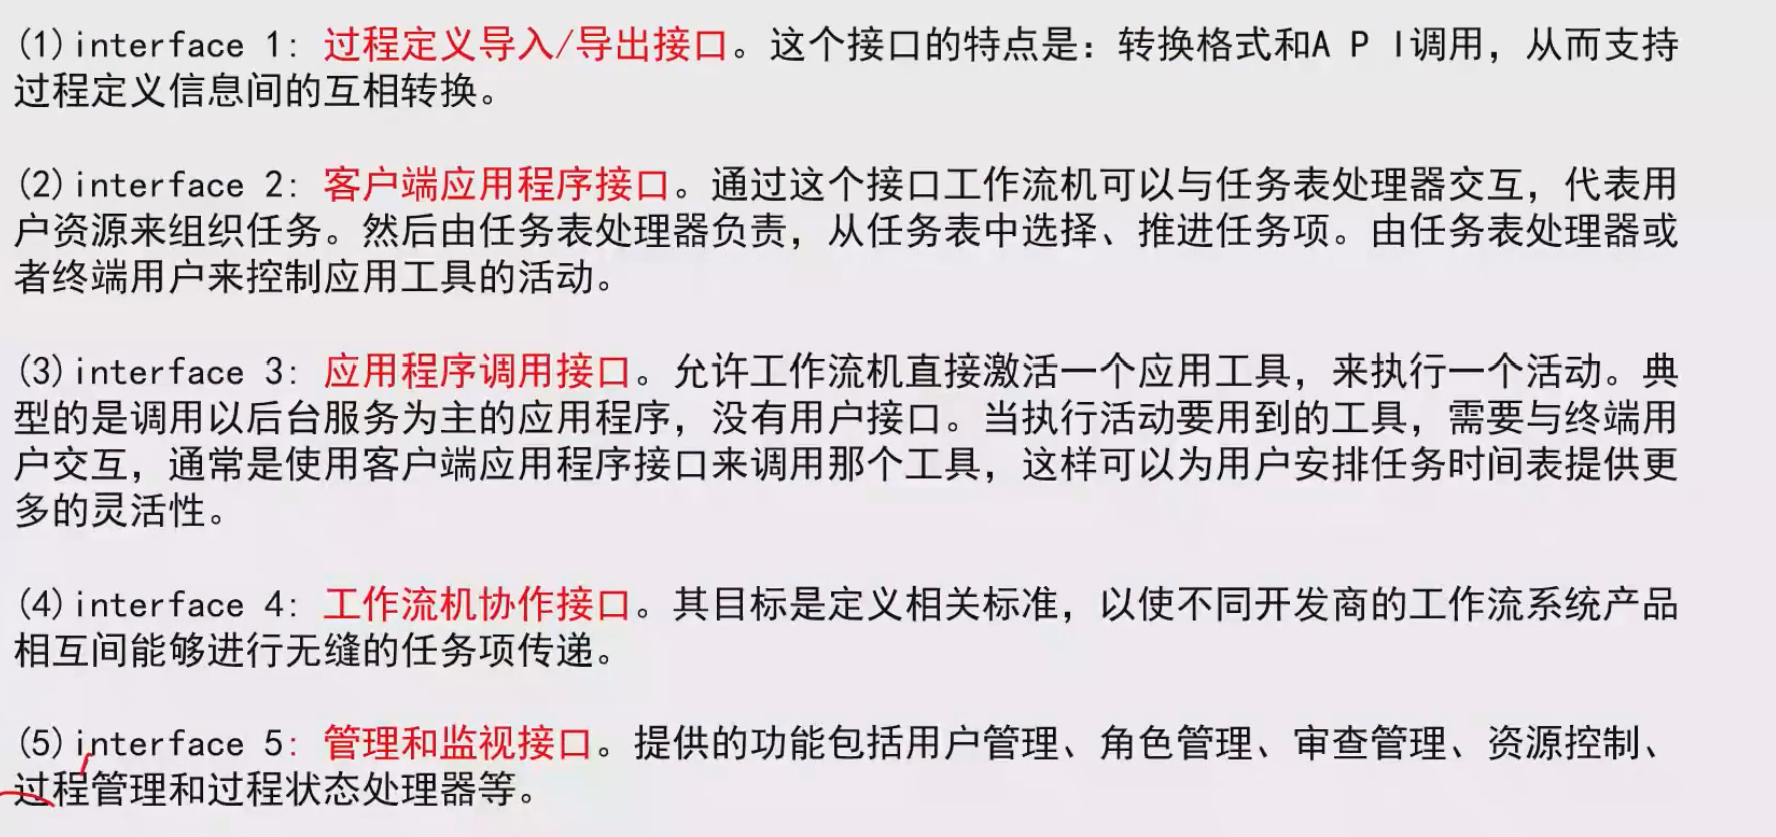 (1)interface 1: 过程定义导入/导出接口。这个接口的特点是：转换格式和A P I调用，从而支持
过程定义信息间的互相转换。
(2)interface 2: 客户端应用程序接口。通过这个接口工作流机可以与任务表处理器交互，代表用
户资源来组织任务。然后由任务表处理器负责，从任务表中选择、推进任务项。由任务表处理器或
者终端用户来控制应用工具的活动。
(3)interface 3: 应用程序调用接口。允许工作流机直接激活一个应用工具，来执行一个活动。典
型的是调用以后台服务为主的应用程序，没有用户接口。当执行活动要用到的工具，需要与终端用
户交互，通常是使用客户端应用程序接口来调用那个工具，这样可以为用户安排任务时间表提供更
多的灵活性。
(4)interface 4: 工作流机协作接口。其目标是定义相关标准，以使不同开发商的工作流系统产品
相互间能够进行无缝的任务项传递。
(5)interface 5: 管理和监视接口。提供的功能包括用户管理、角色管理、审查管理、资源控制、
过程管理和过程状态处理器等。